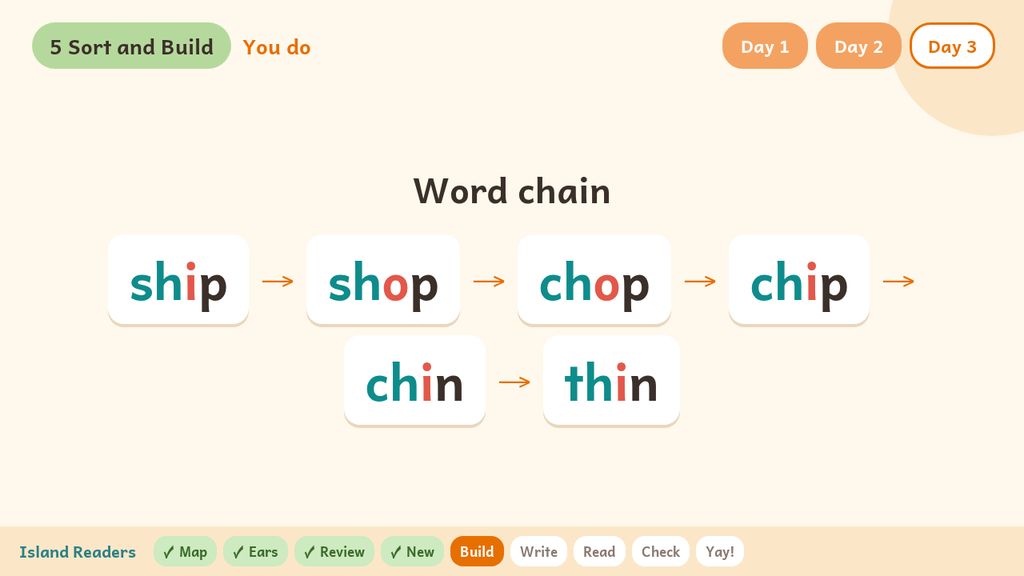 5 Sort and Build You do Day 1 Day 2 Day 3
Word chain
ship → shop → chop → chip →
chin → thin
Island Readers ✓ Map ✓ Ears ✓ Review ✓ New Build Write Read Check Yay!